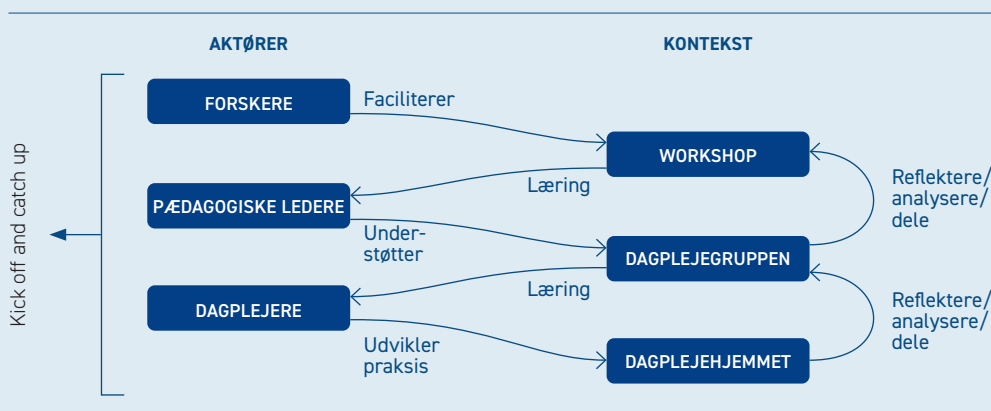 AKTØRER
KONTEKST
Kick off and catch up
FORSKERE
Faciliterer
WORKSHOP
Læring
Reflektere/
analysere/
dele
PÆDAGOGISKE LEDERE
Under-
støtter
DAGPLEJEGRUPPEN
Læring
Reflektere/
analysere/
dele
DAGPLEJERE
Udvikler
praksis
DAGPLEJEHJEMMET